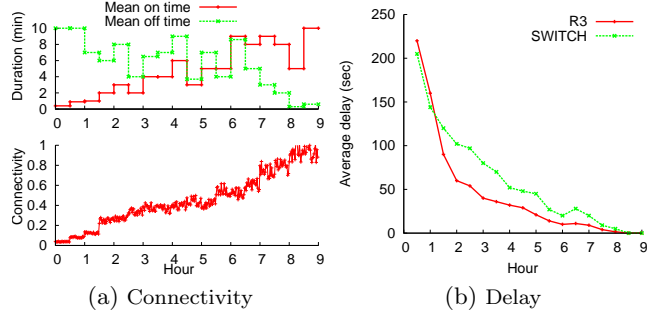 Mean on time
Mean off time
Duration (min)
10
8
6
4
2
0
0 1 2 3 4 5 6 7 8 9
Connectivity
1
0.8
0.6
0.4
0.2
0
0 1 2 3 4 5 6 7 8 9
Hour
(a) Connectivity
R3
SWITCH
Average delay (sec)
250
200
150
100
50
0
0 1 2 3 4 5 6 7 8 9
Hour
(b) Delay